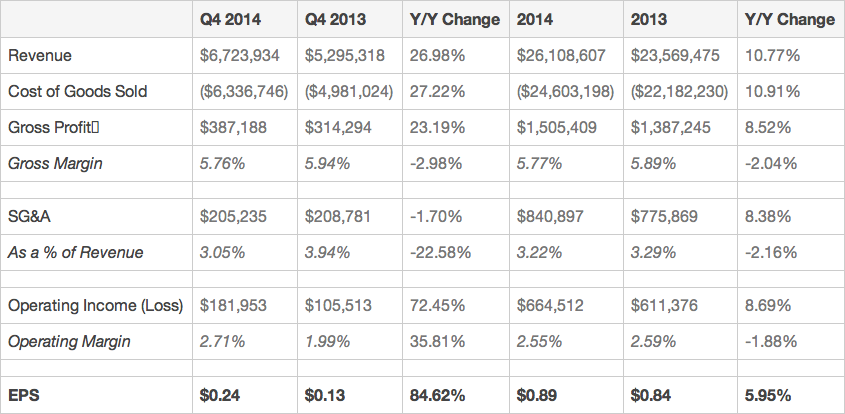 Q4 2014 Q4 2013 Y/Y Change 2014 2013 Y/Y Change
Revenue $6,723,934 $5,295,318 26.98% $26,108,607 $23,569,475 10.77%
Cost of Goods Sold ($6,336,746) ($4,981,024) 27.22% ($24,603,198) ($22,182,230) 10.91%
Gross Profit $387,188 $314,294 23.19% $1,505,409 $1,387,245 8.52%
Gross Margin 5.76% 5.94% -2.98% 5.77% 5.89% -2.04%
SG&A $205,235 $208,781 -1.70% $840,897 $775,869 8.38%
As a % of Revenue 3.05% 3.94% -22.58% 3.22% 3.29% -2.16%
Operating Income (Loss) $181,953 $105,513 72.45% $664,512 $611,376 8.69%
Operating Margin 2.71% 1.99% 35.81% 2.55% 2.59% -1.88%
EPS $0.24 $0.13 84.62% $0.89 $0.84 5.95%